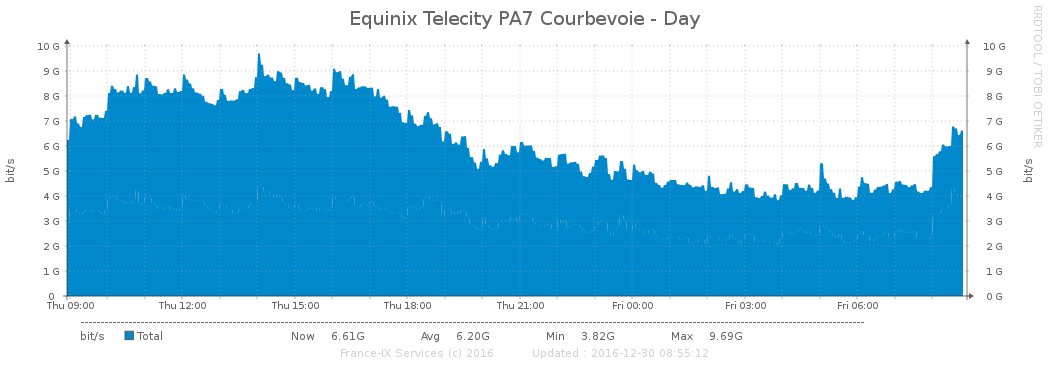 Equinix Telecity PA7 Courbevoie - Day
RRDTOOL / TOBI OETIKER
10 G 10 G
9 G 9 G
8 G 8 G
7 G 7 G
6 G 6 G
5 G 5 G
4 G 4 G
3 G 3 G
2 G 2 G
1 G 1 G
0 0 G
bit/s
bit/s
Thu 09:00 Thu 12:00 Thu 15:00 Thu 18:00 Thu 21:00 Fri 00:00 Fri 03:00 Fri 06:00
bit/s Total Now 6.61G Avg 6.20G Min 3.82G Max 9.69G
France-IX Services (c) 2016 Updated : 2016-12-30 08:55:12